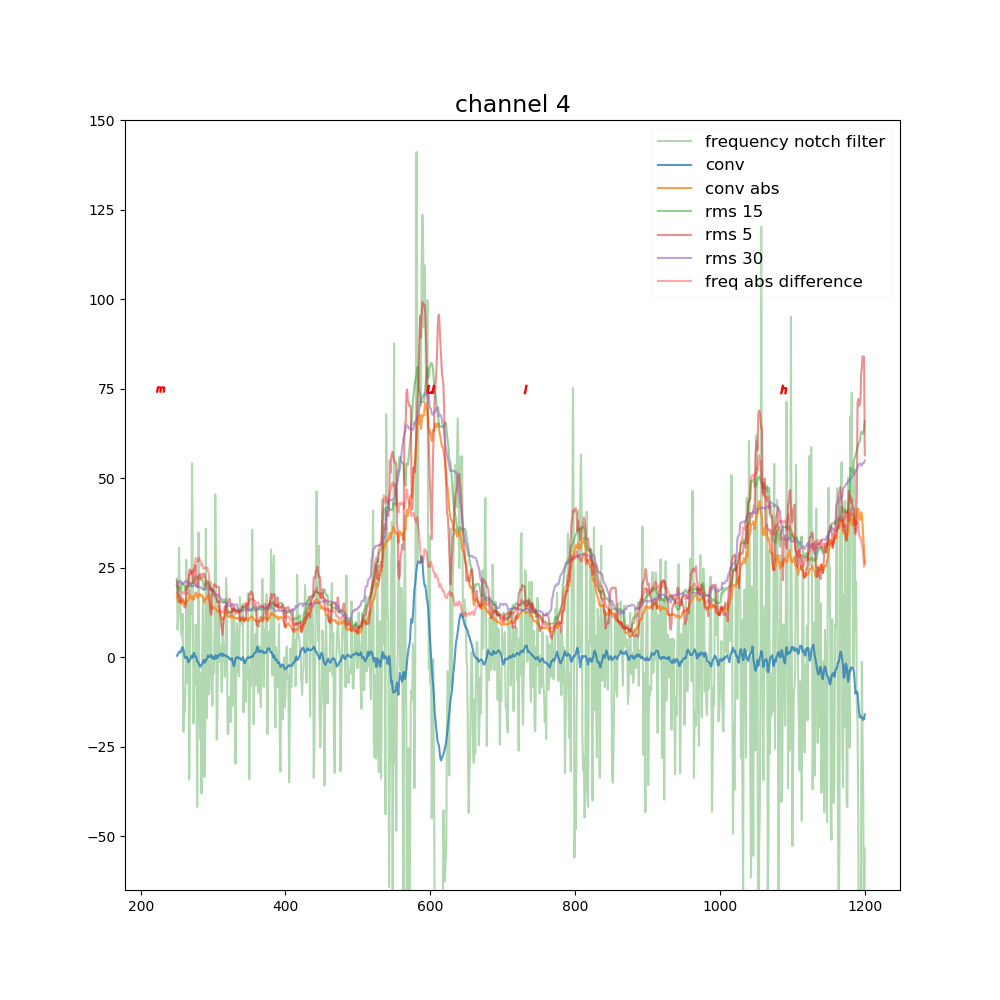 channel 4
150
125
100
75
50
25
0
−25
−50
200 400 600 800 1000 1200
frequency notch filter
conv
conv abs
rms 15
rms 5
rms 30
freq abs difference
m u l h